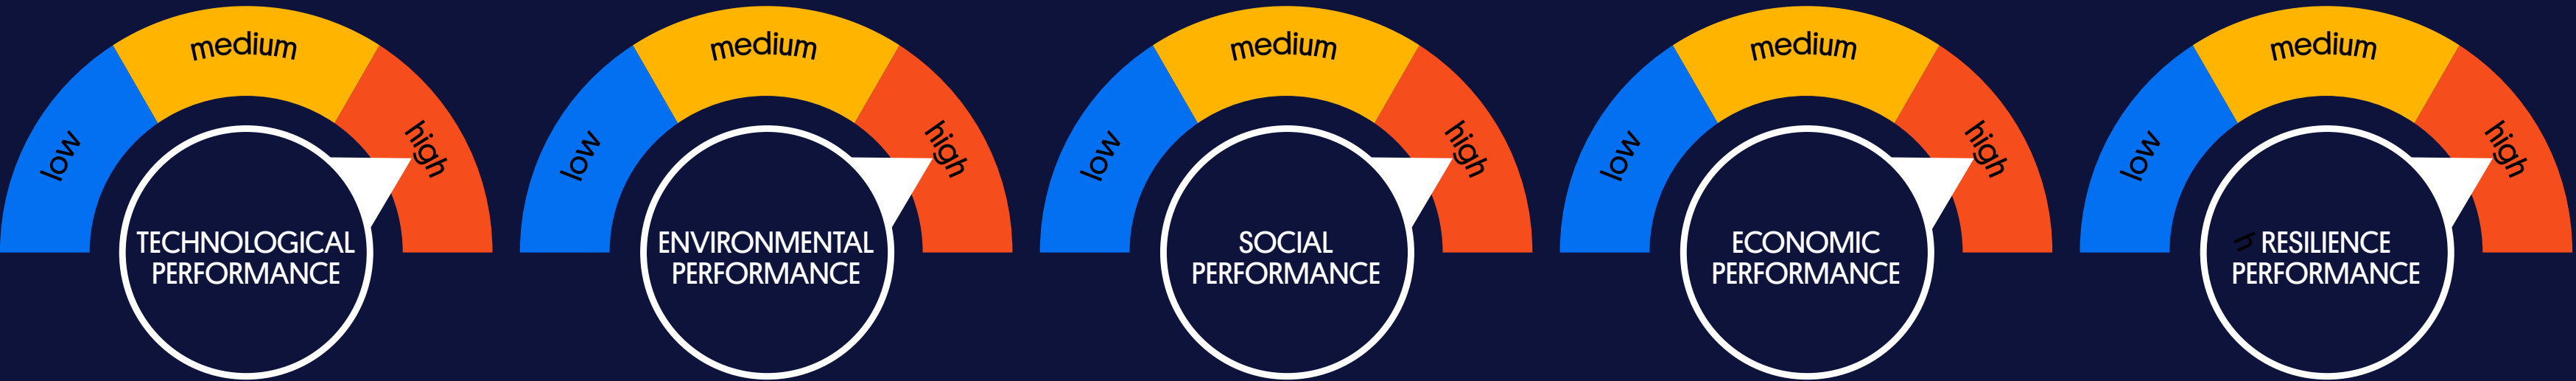 medium
low
high
TECHNOLOGICAL
PERFORMANCE
medium
low
high
ENVIRONMENTAL
PERFORMANCE
medium
low
high
SOCIAL
PERFORMANCE
medium
low
high
ECONOMIC
PERFORMANCE
medium
low
high
RESILIENCE
PERFORMANCE